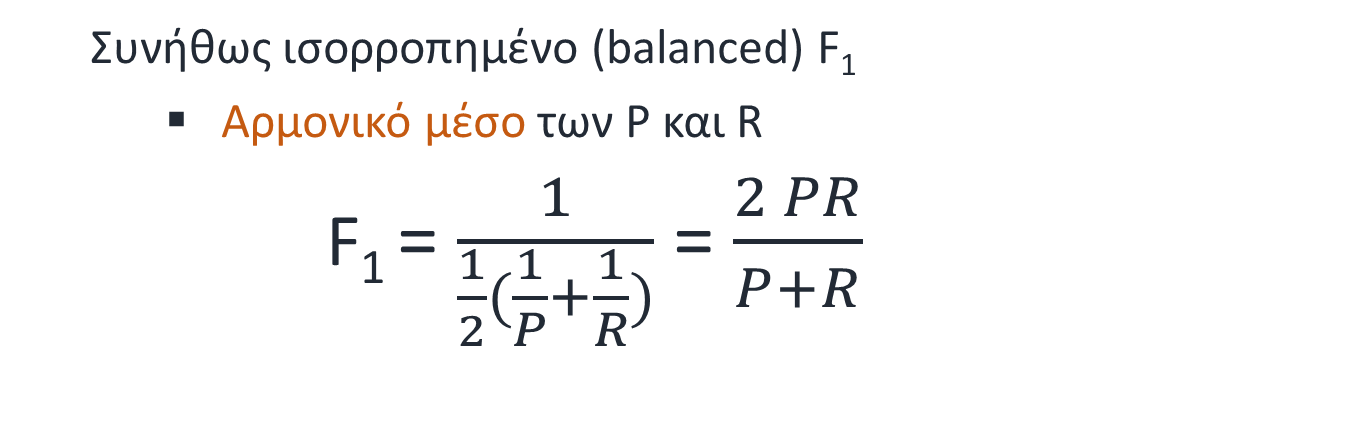 Συνήθως ισορροπημένο (balanced) F₁
▪ Αρμονικό μέσο των P και R
F₁ = 1 / (1/2 (1/P + 1/R)) = 2 PR / (P+R)